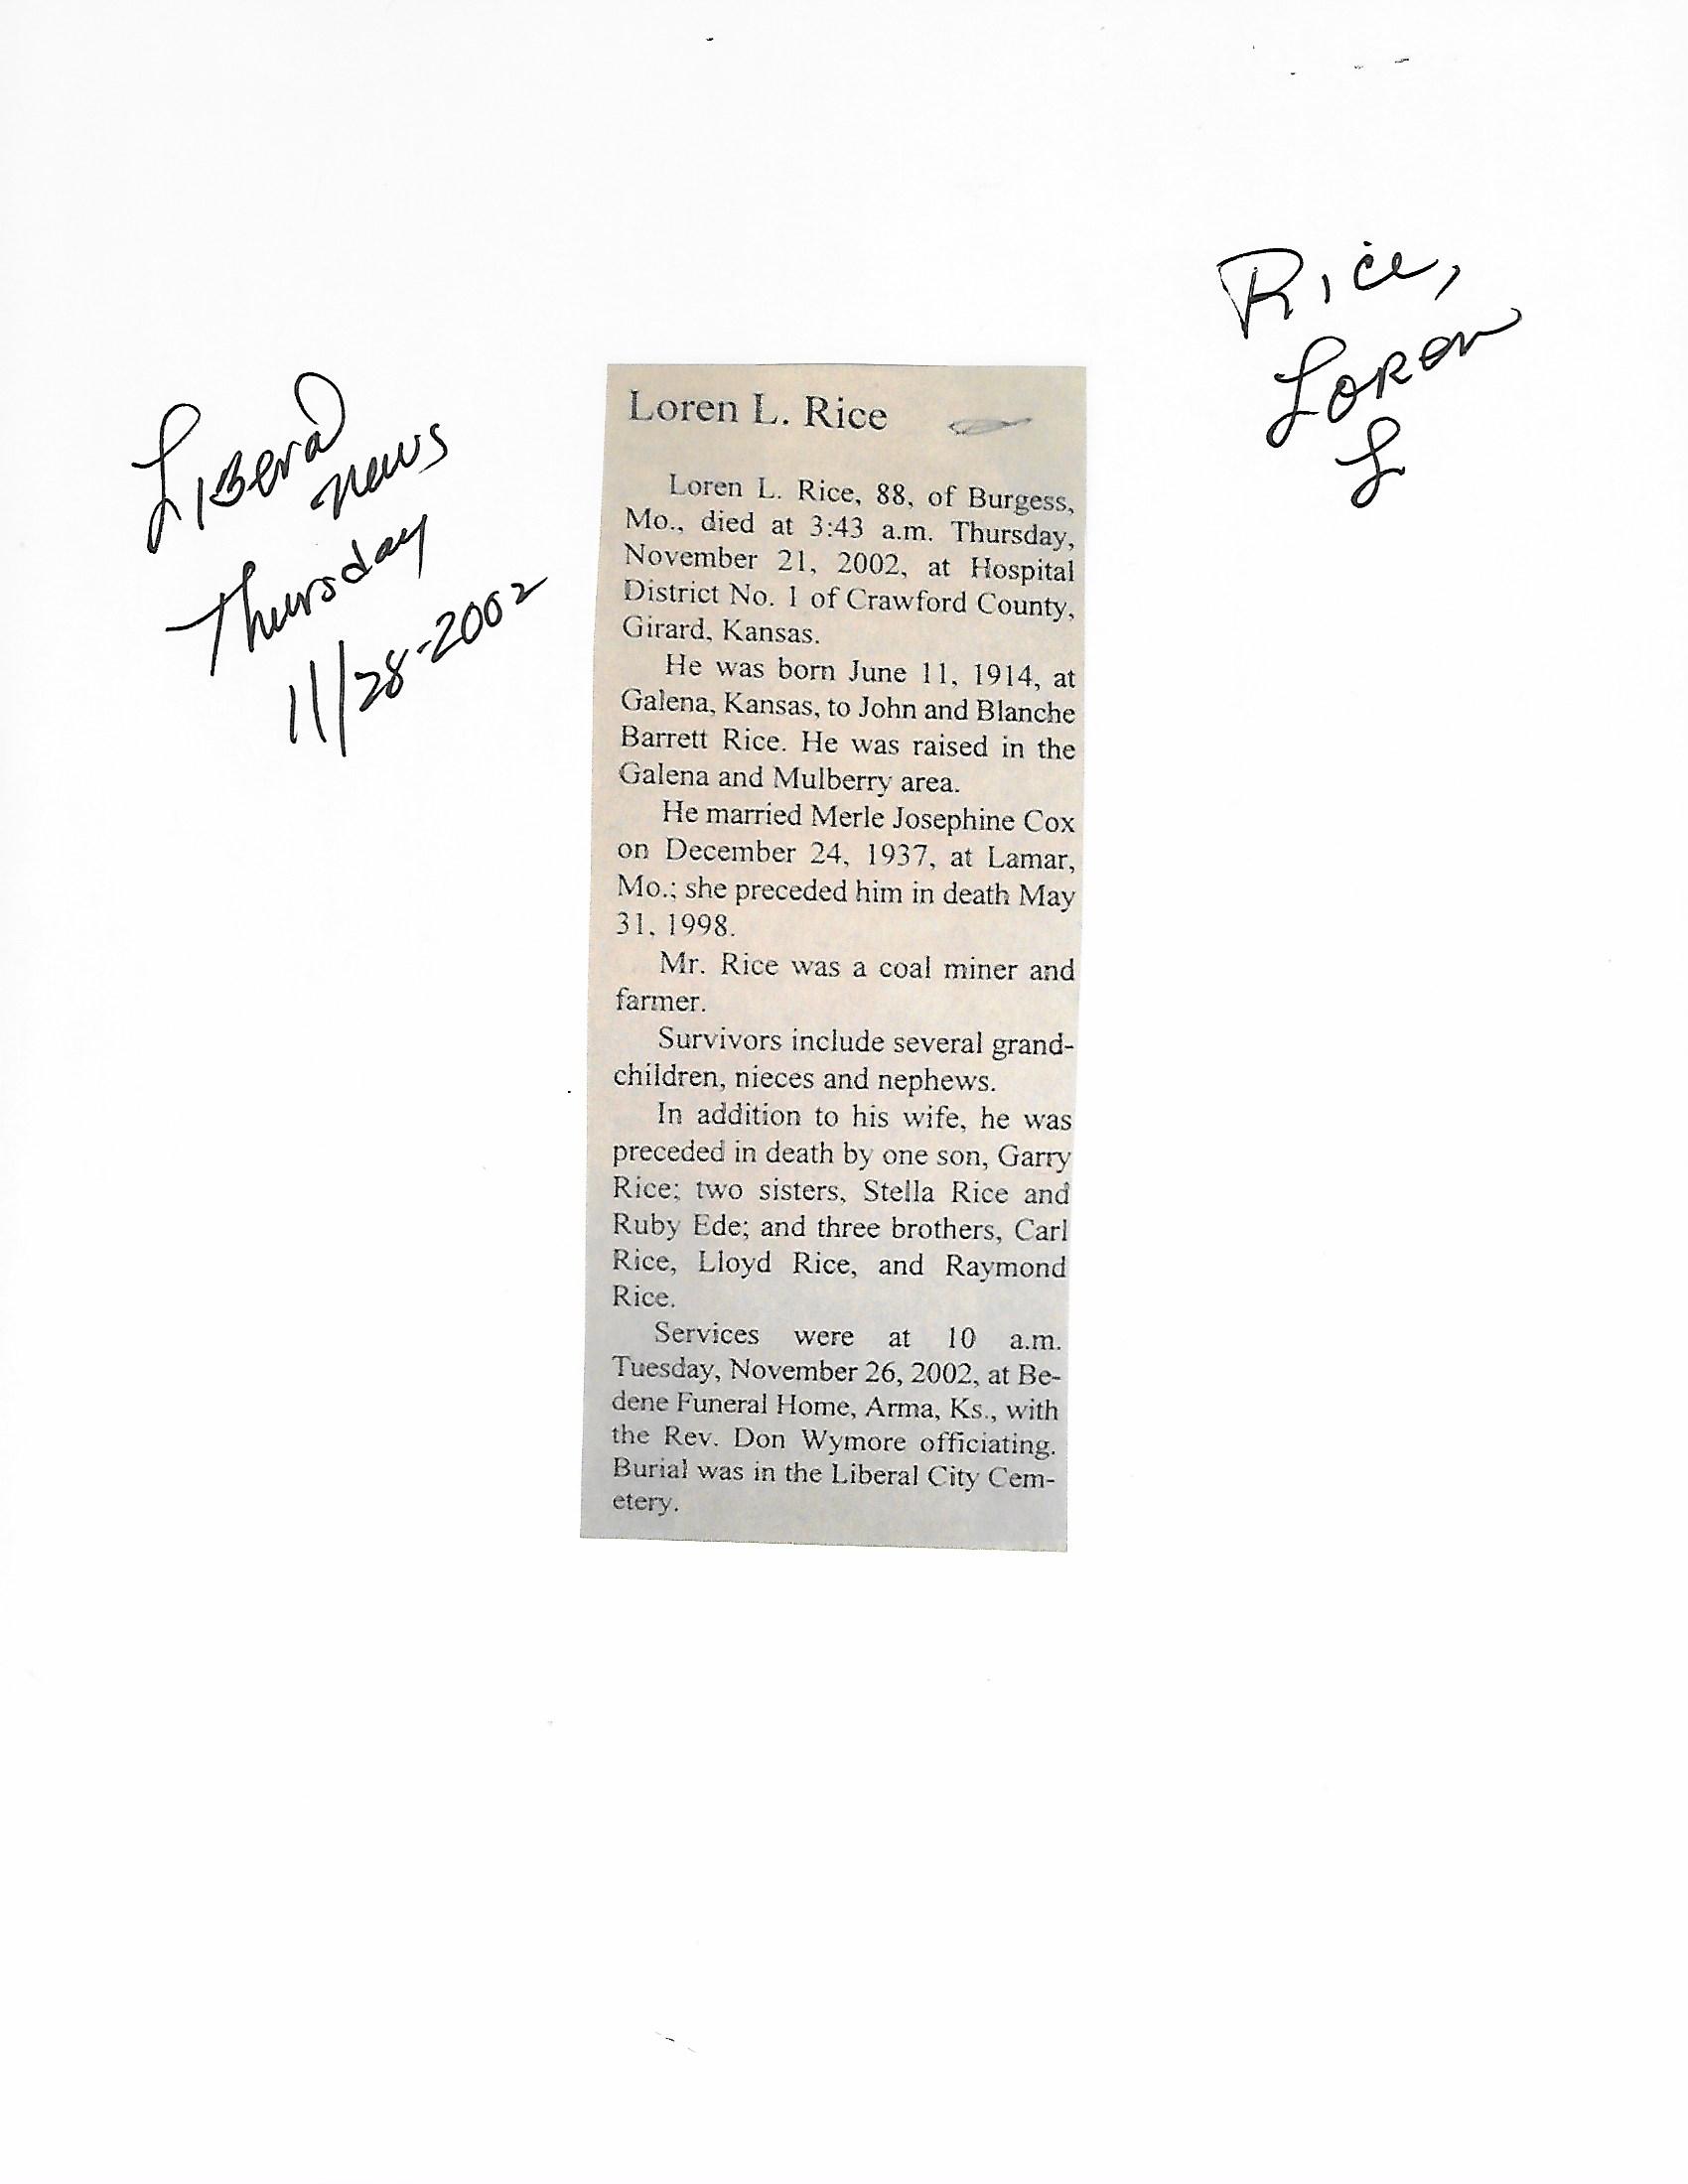 Rice,
Loren
L
Liberal
news
Thursday
11/28-2002
Loren L. Rice
Loren L. Rice, 88, of Burgess,
Mo., died at 3:43 a.m. Thursday,
November 21, 2002, at Hospital
District No. 1 of Crawford County,
Girard, Kansas.
He was born June 11, 1914, at
Galena, Kansas, to John and Blanche
Barrett Rice. He was raised in the
Galena and Mulberry area.
He married Merle Josephine Cox
on December 24, 1937, at Lamar,
Mo.; she preceded him in death May
31, 1998.
Mr. Rice was a coal miner and
farmer.
Survivors include several grand-
children, nieces and nephews.
In addition to his wife, he was
preceded in death by one son, Garry
Rice; two sisters, Stella Rice and
Ruby Ede; and three brothers, Carl
Rice, Lloyd Rice, and Raymond
Rice.
Services were at 10 a.m.
Tuesday, November 26, 2002, at Be-
dene Funeral Home, Arma, Ks., with
the Rev. Don Wymore officiating.
Burial was in the Liberal City Cem-
etery.